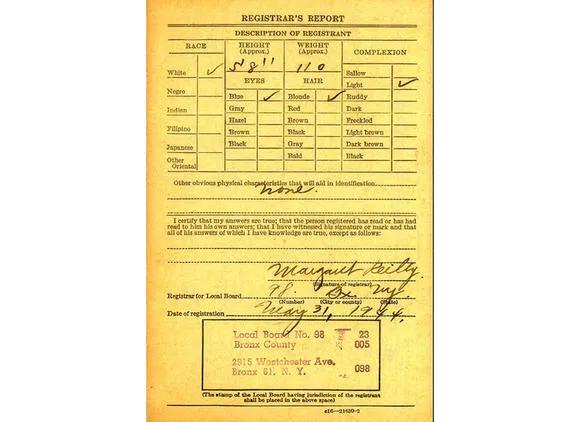 REGISTRAR'S REPORT
DESCRIPTION OF REGISTRANT
RACE
HEIGHT (Approx.)
WEIGHT (Approx.)
COMPLEXION
5' 8"
110
White ✓
Sallow
EYES
HAIR
Light ✓
Negro
Blue ✓
Blonde ✓
Ruddy
Gray
Red
Dark
Indian
Hazel
Brown
Freckled
Filipino
Brown
Black
Light brown
Japanese
Black
Gray
Dark brown
Other Oriental
Bald
Black
Other obvious physical characteristics that will aid in identification
None.
I certify that my answers are true; that the person registered has read or has had
read to him his own answers; that I have witnessed his signature or mark and that
all of his answers of which I have knowledge are true, except as follows:
Margaret Reilly
(Signature of registrar)
Registrar for Local Board 98. Bx. N.Y.
(Number) (City or county) (State)
Date of registration May 31, 1944.
Local Board No. 98 23
Bronx County 005
2915 Westchester Ave. 098
Bronx 61, N. Y.
(The stamp of the Local Board having jurisdiction of the registrant
shall be placed in the above space)
c16—21630-2